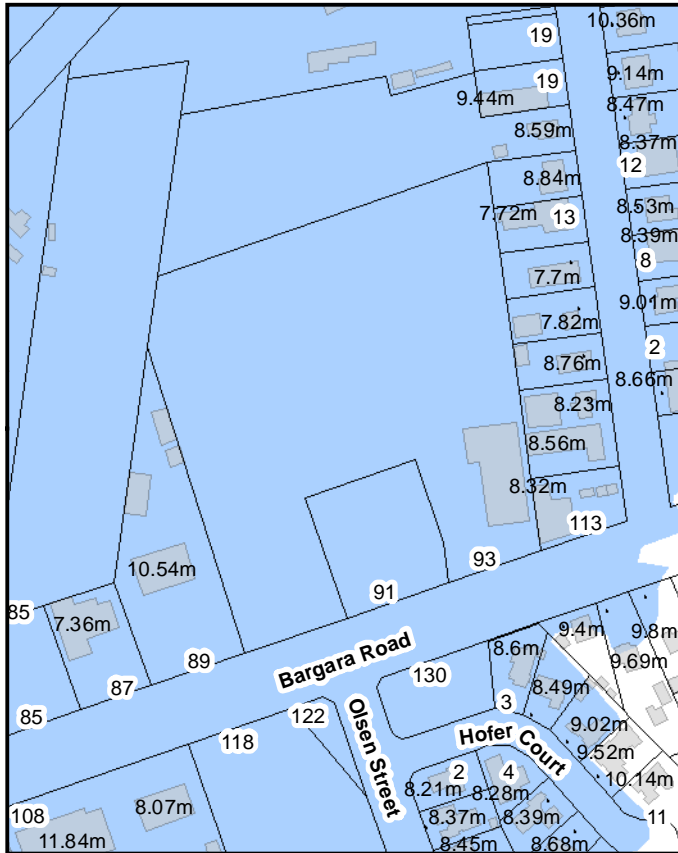 10.36m
19
9.14m
19
9.44m
8.47m
8.59m
8.37m
12
8.84m
8.53m
7.72m
13
8.39m
8
7.7m
9.01m
7.82m
2
8.76m
8.66m
8.23m
8.56m
8.32m
113
93
10.54m
91
85
7.36m
89
87
85
Bargara Road
9.4m
9.8m
8.6m
9.69m
130
8.49m
3
122
118
Olsen Street
Hofer Court
9.02m
9.52m
2
4
10.14m
8.21m
8.28m
8.07m
108
8.37m
8.39m
11
11.84m
8.45m
8.68m